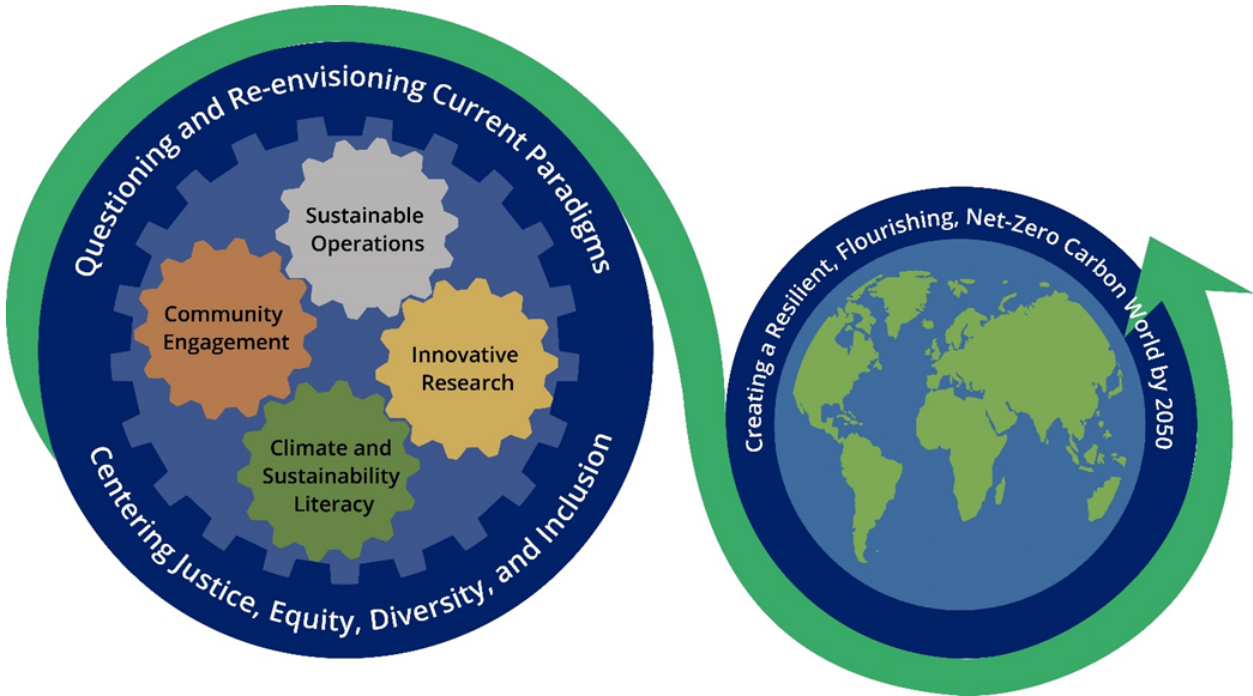 Questioning and Re-envisioning Current Paradigms
Sustainable
Operations
Community
Engagement
Innovative
Research
Climate and
Sustainability
Literacy
Centering Justice, Equity, Diversity, and Inclusion
Creating a Resilient, Flourishing, Net-Zero Carbon World by 2050